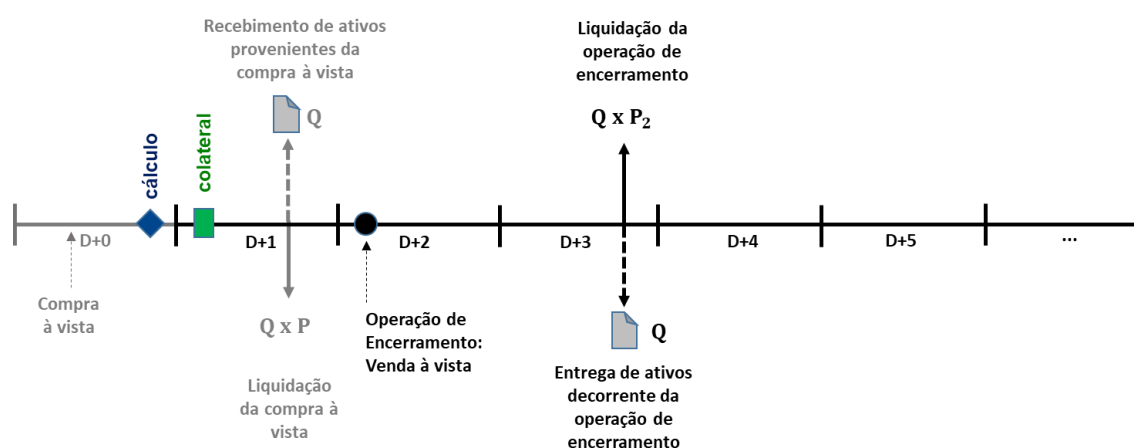 Recebimento de ativos
provenientes da
compra à vista
Q
Liquidação da
operação de
encerramento
Q x P₂
cálculo
colateral
D+0
D+1
D+2
D+3
D+4
D+5
...
Compra
à vista
Q x P
Liquidação
da compra à
vista
Operação de
Encerramento:
Venda à vista
Q
Entrega de ativos
decorrente da
operação de
encerramento